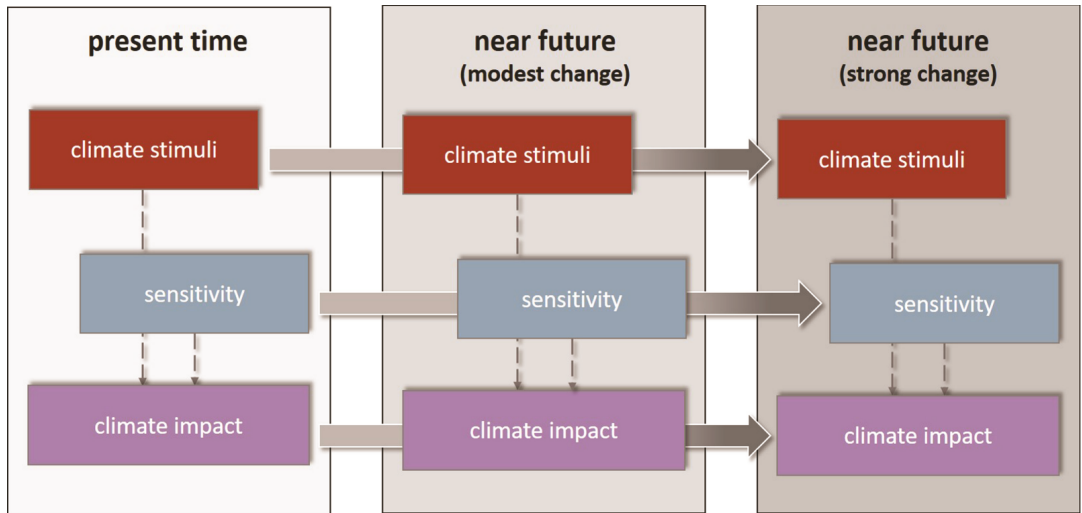 present time
climate stimuli
sensitivity
climate impact
near future
(modest change)
climate stimuli
sensitivity
climate impact
near future
(strong change)
climate stimuli
sensitivity
climate impact